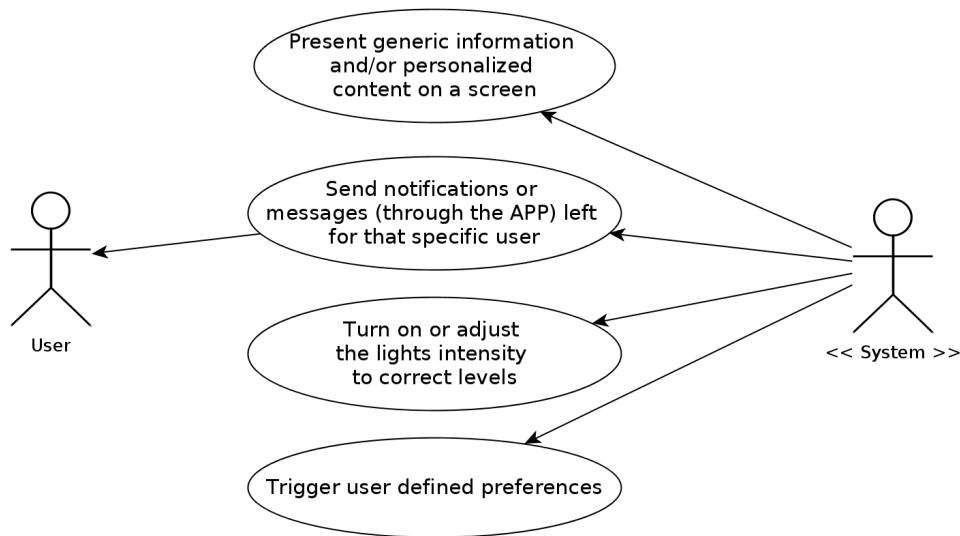 Present generic information
and/or personalized
content on a screen
Send notifications or
messages (through the APP) left
for that specific user
User
<< System >>
Turn on or adjust
the lights intensity
to correct levels
Trigger user defined preferences